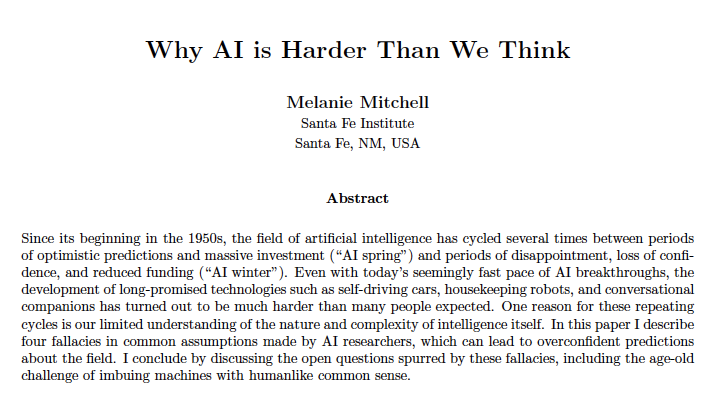 Why AI is Harder Than We Think
Melanie Mitchell
Santa Fe Institute
Santa Fe, NM, USA
Abstract
Since its beginning in the 1950s, the field of artificial intelligence has cycled several times between periods
of optimistic predictions and massive investment (“AI spring”) and periods of disappointment, loss of confi-
dence, and reduced funding (“AI winter”). Even with today’s seemingly fast pace of AI breakthroughs, the
development of long-promised technologies such as self-driving cars, housekeeping robots, and conversational
companions has turned out to be much harder than many people expected. One reason for these repeating
cycles is our limited understanding of the nature and complexity of intelligence itself. In this paper I describe
four fallacies in common assumptions made by AI researchers, which can lead to overconfident predictions
about the field. I conclude by discussing the open questions spurred by these fallacies, including the age-old
challenge of imbuing machines with humanlike common sense.